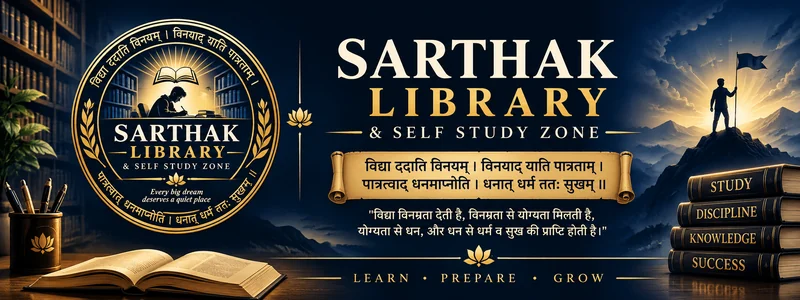 विद्या ददाति विनयम् । विनयाद् याति पात्रताम् ।
SARTHAK
LIBRARY
& SELF STUDY ZONE
Every big dream
deserves a quiet place
पात्रत्वाद् धनमाप्नोति । धनात् धर्म ततः सुखम् ॥
SARTHAK
LIBRARY
& SELF STUDY ZONE
विद्या ददाति विनयम् । विनयाद् याति पात्रताम् ।
पात्रत्वाद् धनमाप्नोति । धनात् धर्म ततः सुखम् ॥
"विद्या विनम्रता देती है, विनम्रता से योग्यता मिलती है,
योग्यता से धन, और धन से धर्म व सुख की प्राप्ति होती है।"
LEARN • PREPARE • GROW
STUDY
DISCIPLINE
KNOWLEDGE
SUCCESS